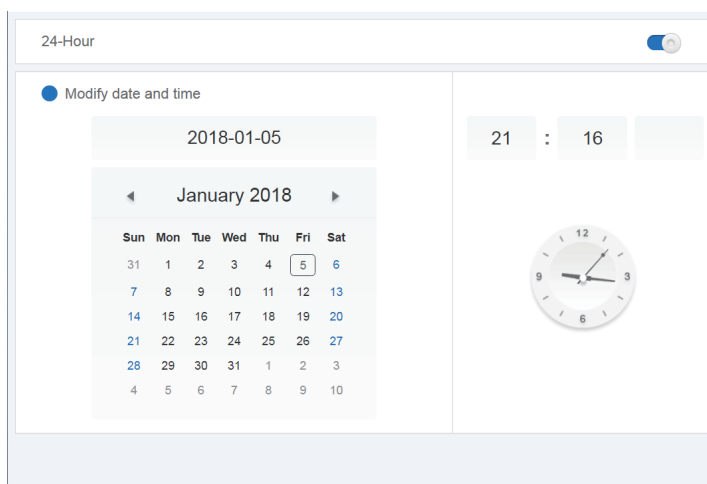 24-Hour
Modify date and time
2018-01-05
21 : 16
January 2018
Sun Mon Tue Wed Thu Fri Sat
31 1 2 3 4 5 6
7 8 9 10 11 12 13
14 15 16 17 18 19 20
21 22 23 24 25 26 27
28 29 30 31 1 2 3
4 5 6 7 8 9 10
12
9 3
6